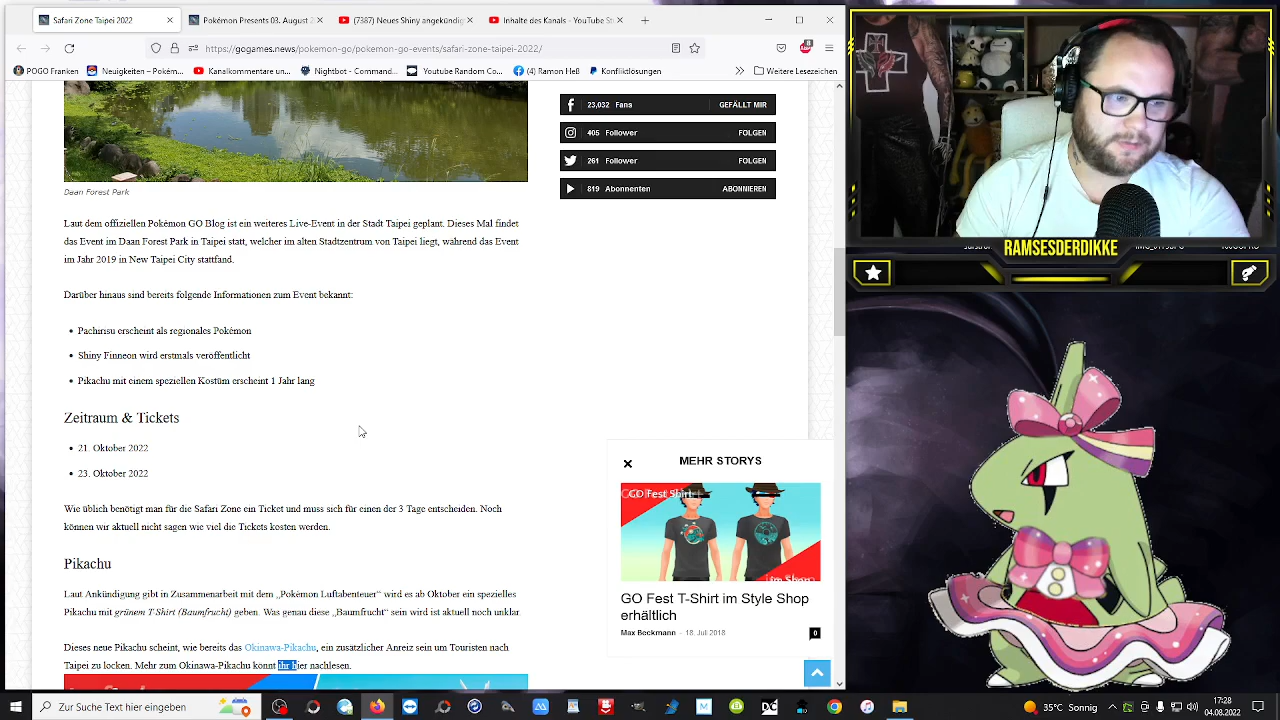 Safari Zone Taipei 2022
(7387) Neues Shiny angekündig
https://gogames.news/pokemon-go/pokemon-go-events/safari-zone-taipei-2022
POGO Franken
Neuigkeiten – Pokém...
Kanalkommentare un...
Nightbot - Command...
Youtube Random Co...
(4) Ramon Heß
Konfliktlösungen
Weitere Lesezeichen
Daan Forest Park
23,032 Fans GEFÄLLT MIR
405 Follower FOLGEN
261 Follower FOLGEN
819 Abonnenten ABONNIEREN
Laut dem offiziellen Pokémon GO Blog ist ein weiteres Live-Event in der Stadt Taipei geplant. Dieses Mal findet
das Event im Daan Forest Park in Taipei statt, welcher im alten Stadtzentrum von Taipei liegt, während das Event
im Jahr 2019 in New Taipei City stattfand.
Darüber hinaus sind bereits folgende Informationen zum Event bekannt:
Pachirisu erscheint als regionales Pokémon
Shiny Finneon wird erstmals veröffentlicht
Pikachu mit einem speziellen Kostüm erscheint 1 Jahr lang
Zeitraum & Tickets
21. Oktober 2022
23. Oktober 2022
Wie üblich benötigt man für die Safari Zone ein Ticket und muss sich für einen der 3 Tage entscheiden. Noch
können wir aktuell nicht sagen wie viel die Tickets kosten werden.
Pikachu
Laut Ankündigung gibt in Zusammenarbeit mit dem „Pokémon Luftabenteuer“ wird es ab Oktober ein spezielles
Pikachu mit grünem T-Shirt (Baumfrucht) geben. Was genau diese „Baumfrucht“ sein wird ist aktuell noch unklar.
Dieses neue Pikachu scheint, wie bereits das Okinawa-Pikachu, ein zusätzlicher Anreiz sein um Touristen nach
Taipei zu locken. Mehr zum Okinawa-Pikachu könnt ihr hier nachlesen.
MEHR STORYS
GO Fest Shirt
im Shop
GO Fest T-Shirt im Style Shop
erhältlich
Max Beckmann - 18. Juli 2018
0
RAMSESDERDIKKE
Zur Suche Text hier eingeben
35°C Sonnig
17:28
04.08.2022